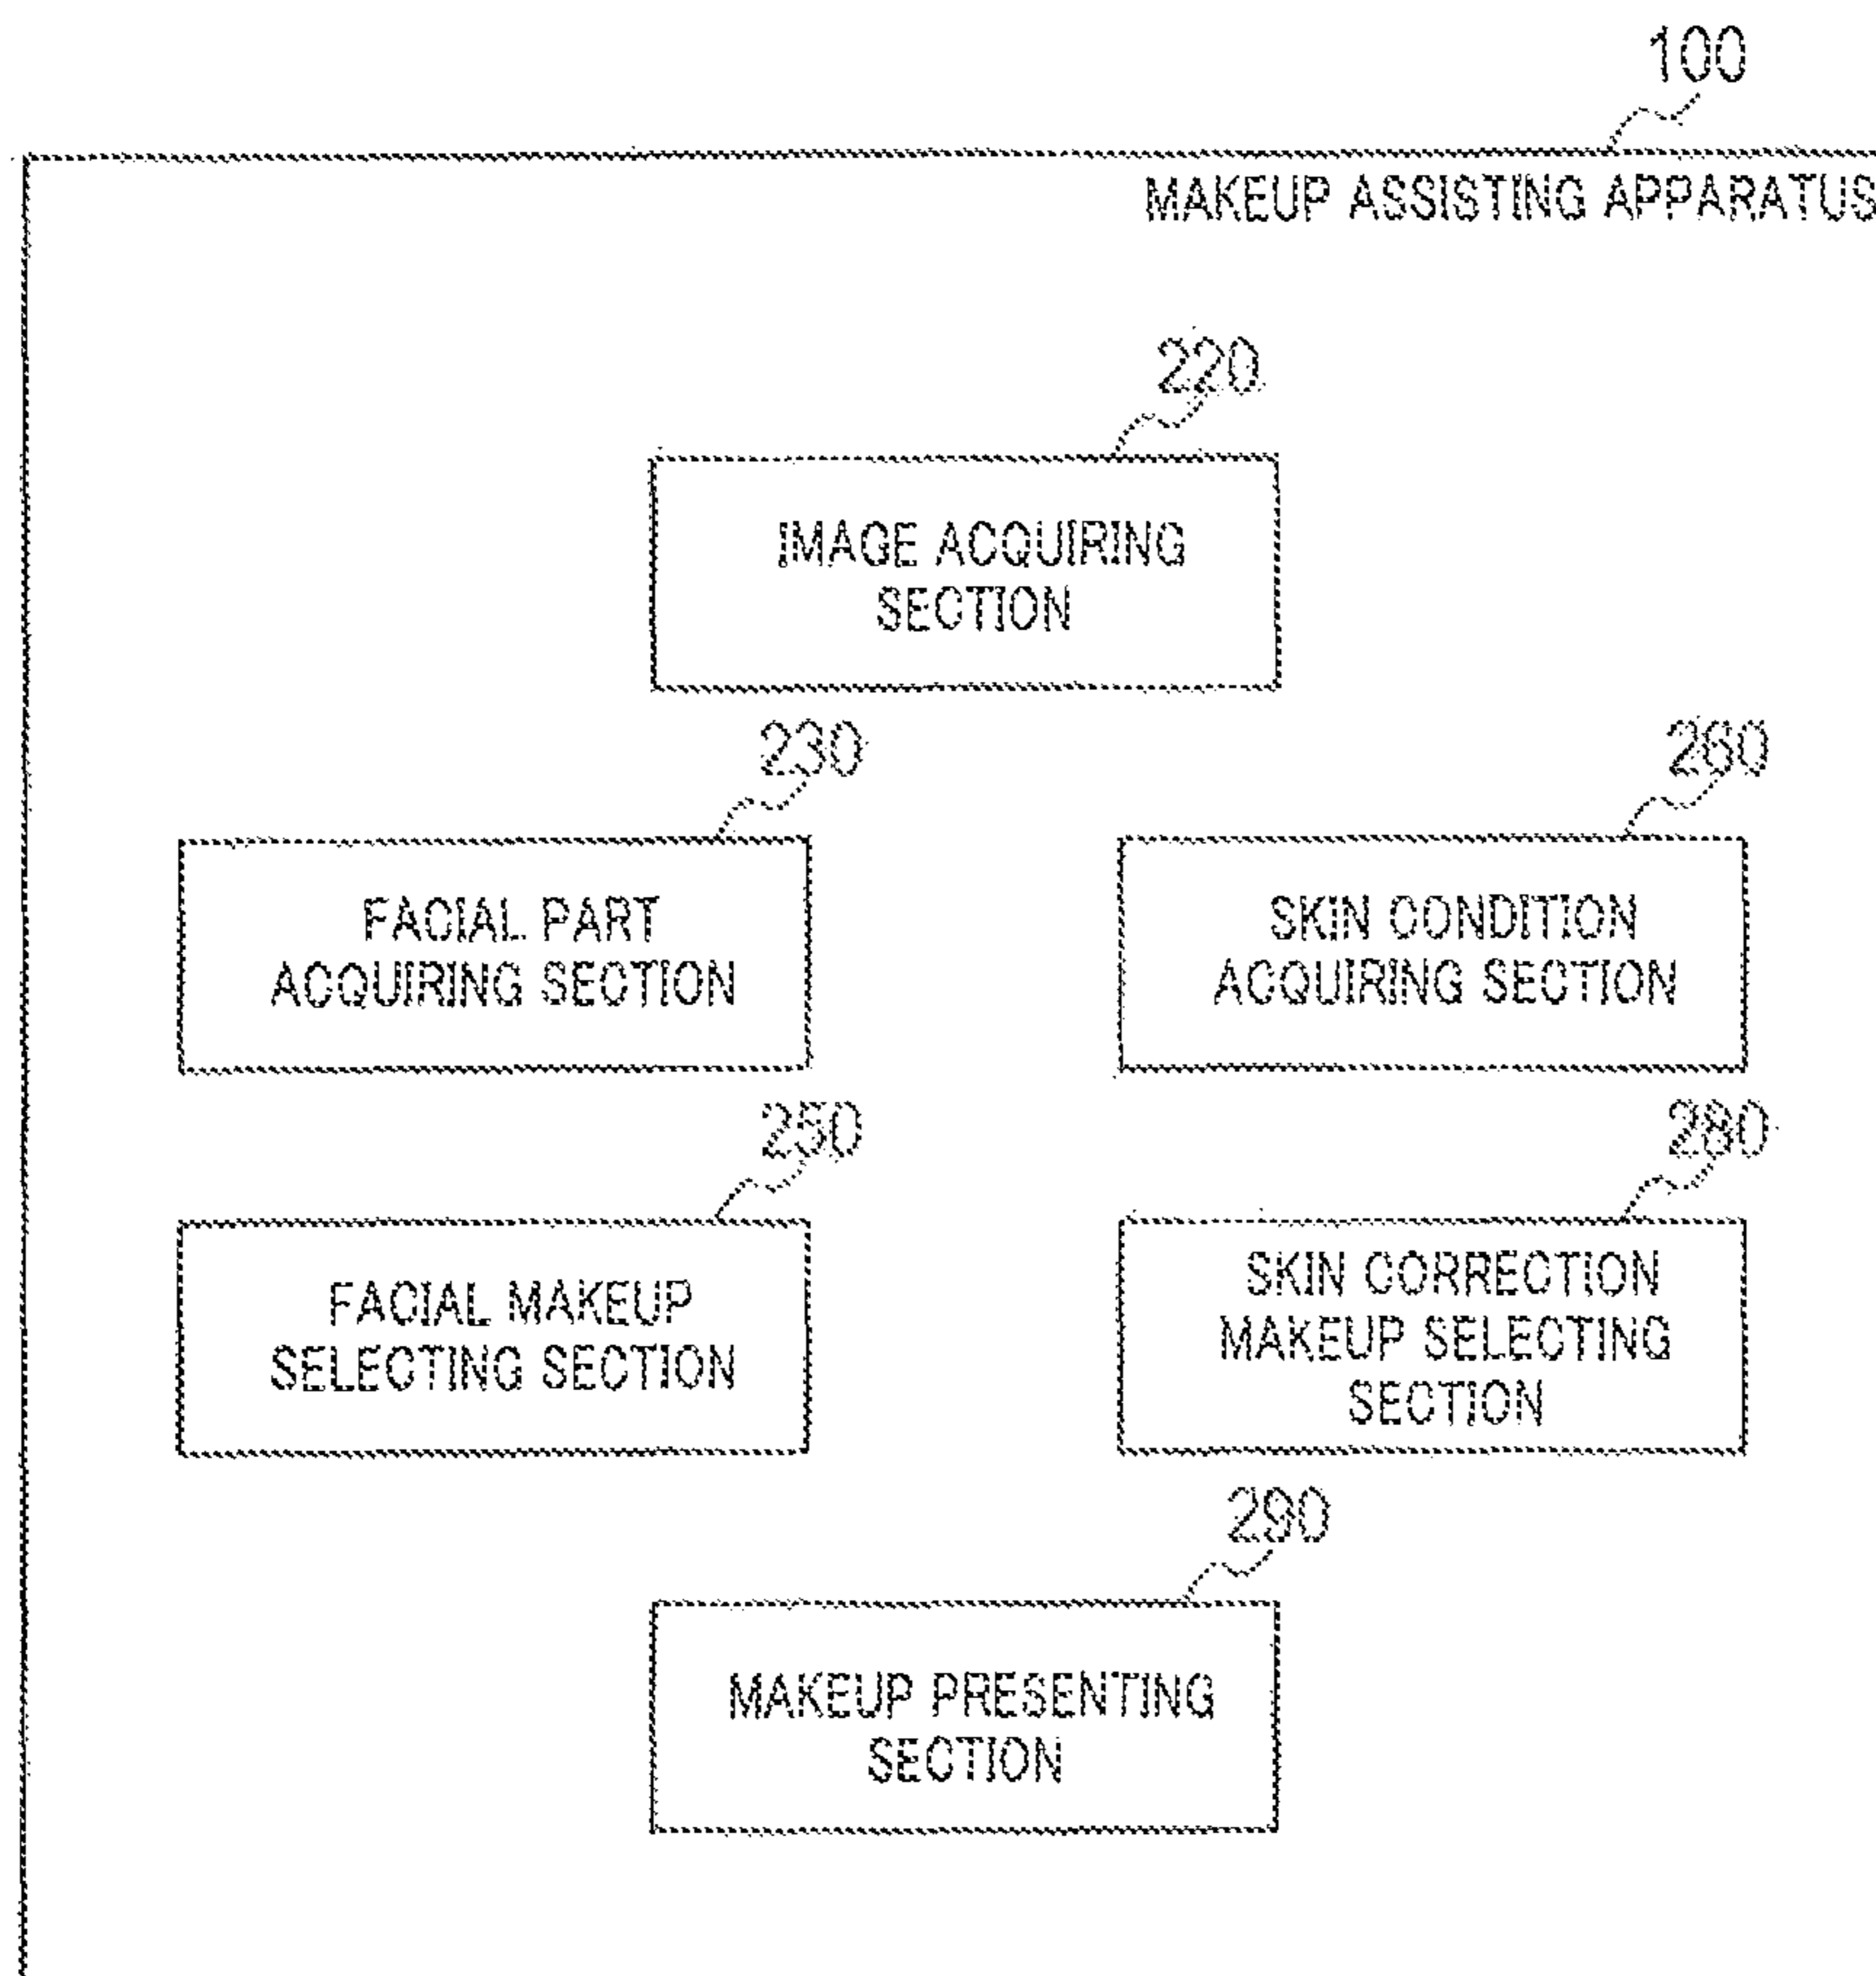 100
MAKEUP ASSISTING APPARATUS
220
IMAGE ACQUIRING
SECTION
230
FACIAL PART
ACQUIRING SECTION
260
SKIN CONDITION
ACQUIRING SECTION
250
FACIAL MAKEUP
SELECTING SECTION
280
SKIN CORRECTION
MAKEUP SELECTING
SECTION
290
MAKEUP PRESENTING
SECTION